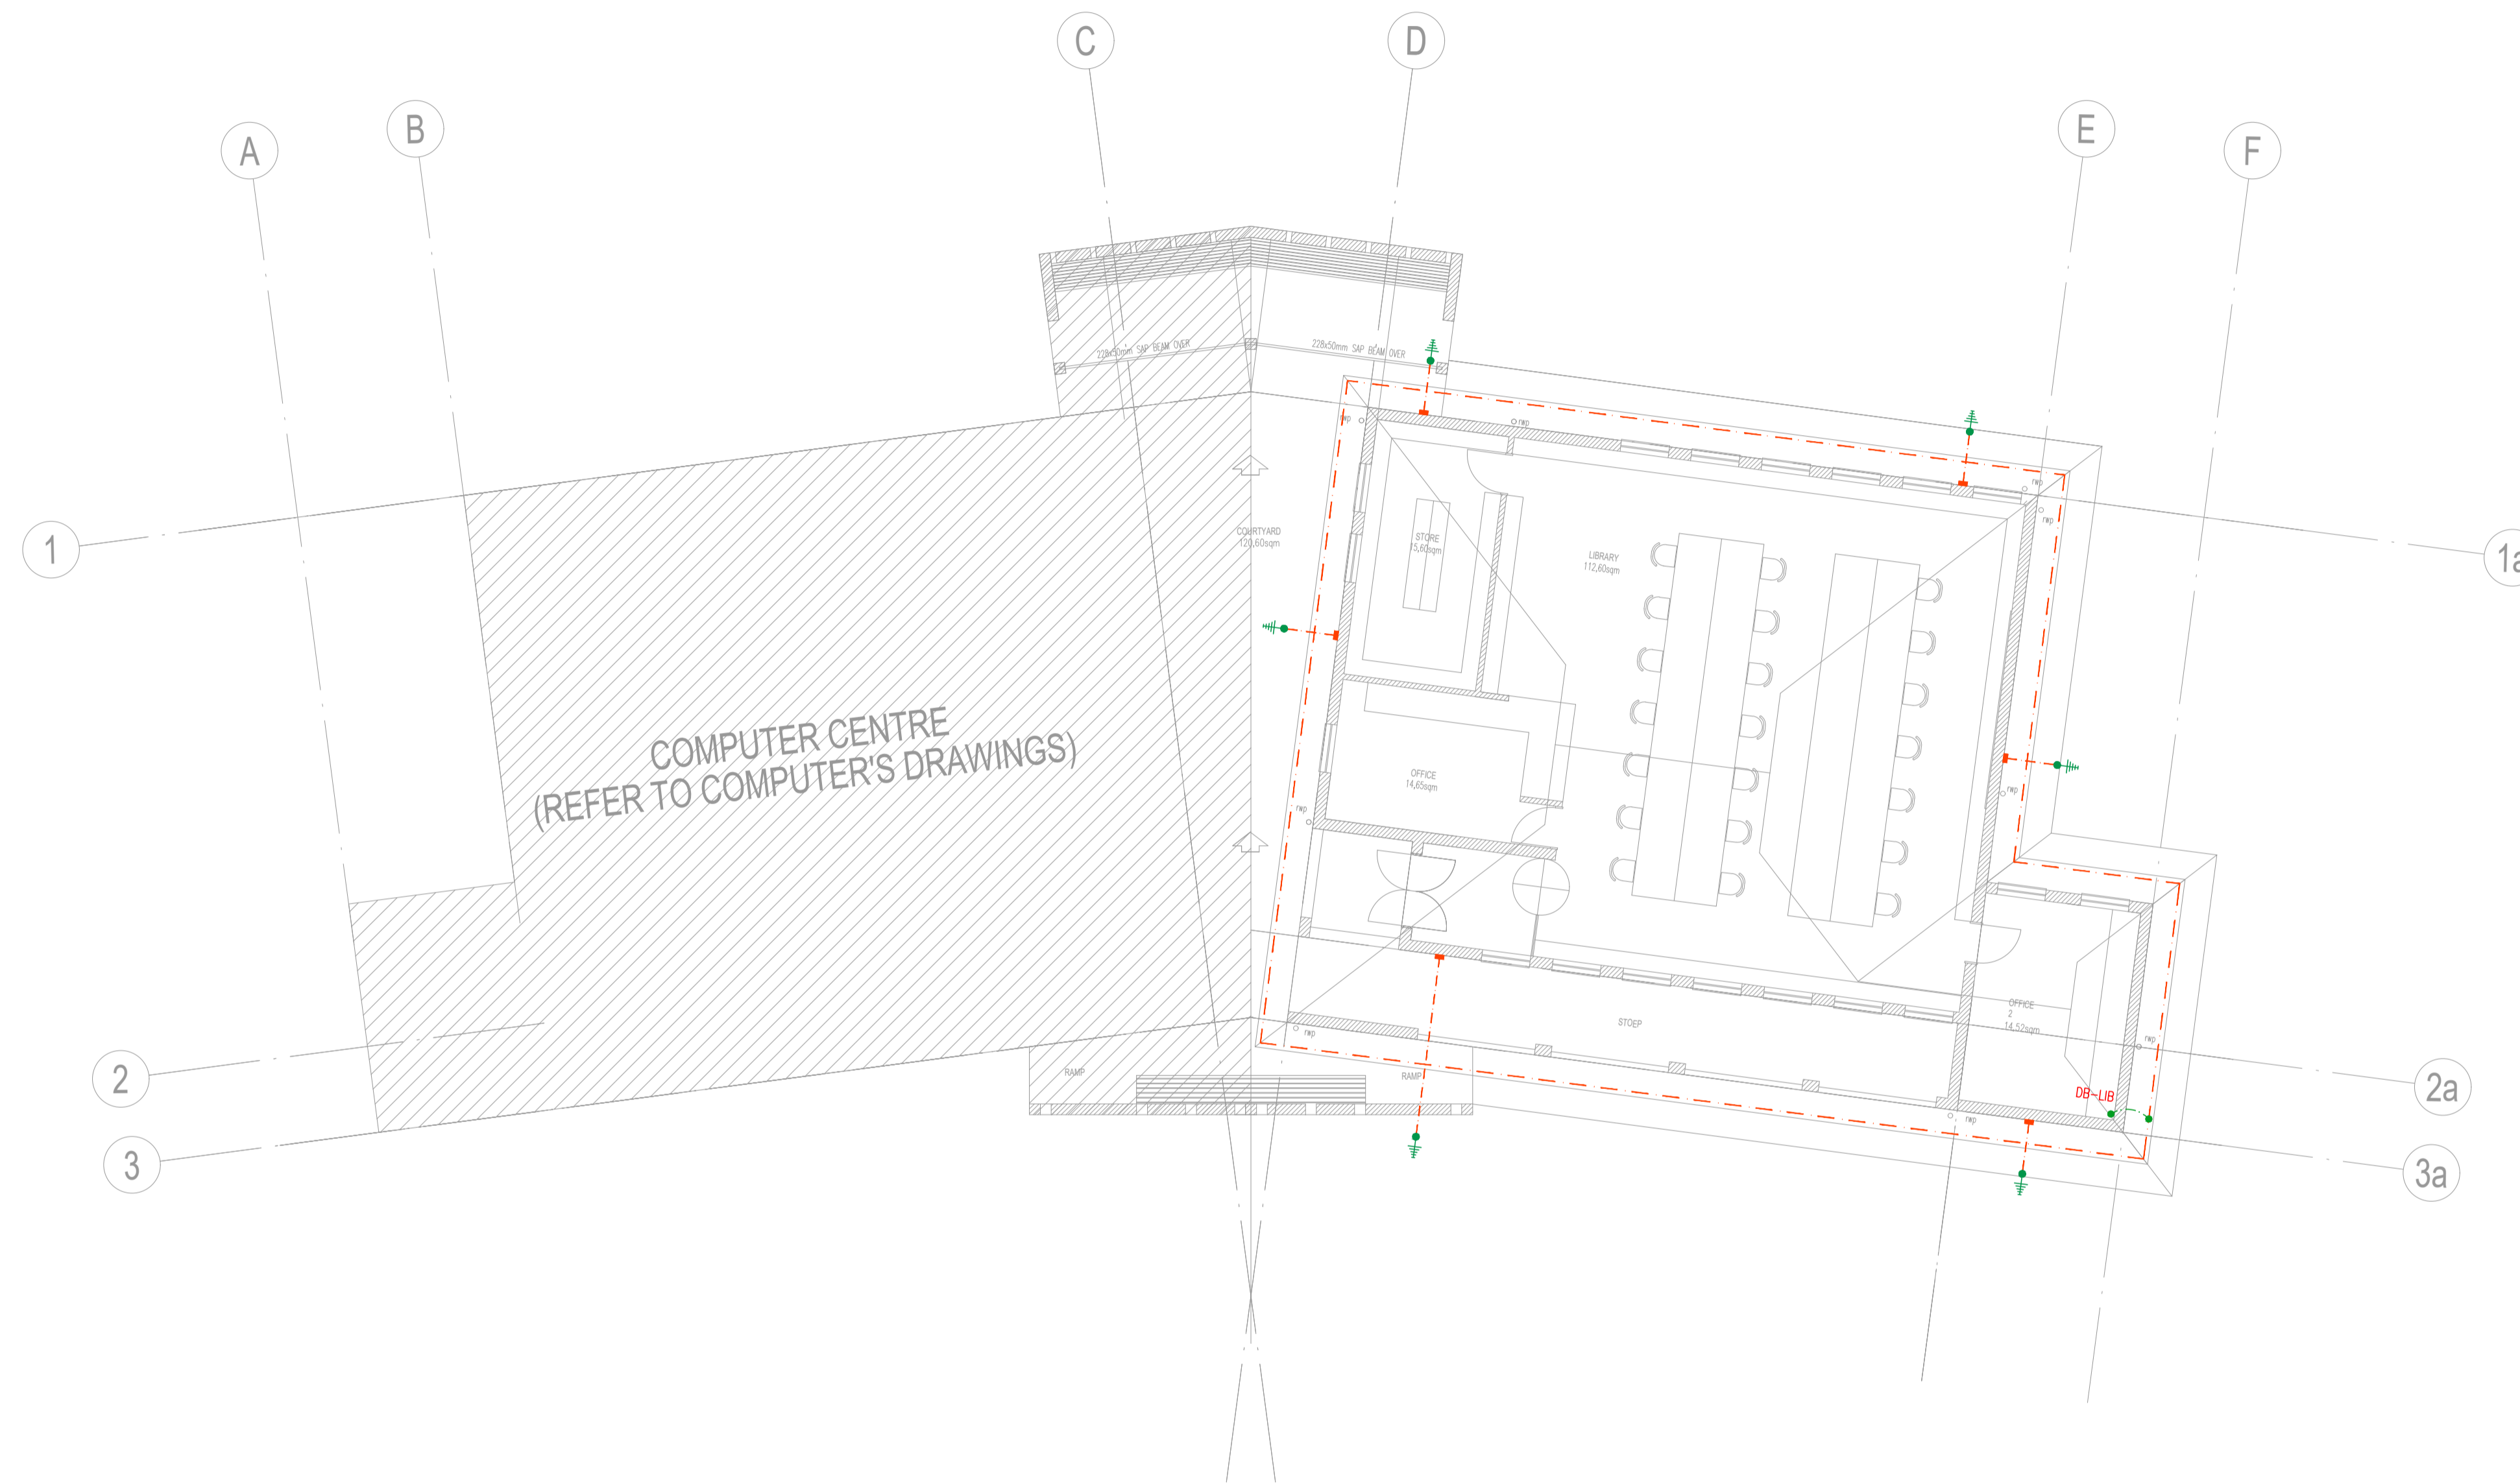 C
D
B
E
A
F
228x50mm SAP BEAM OVER
228x50mm SAP BEAM OVER
rwp
rwp
rwp
rwp
COURTYARD
120,60sqm
STORE
15,60sqm
LIBRARY
112,60sqm
1
1a
COMPUTER CENTRE
(REFER TO COMPUTER'S DRAWINGS)
OFFICE
14,65sqm
rwp
rwp
OFFICE
2
14,52sqm
STOEP
rwp
rwp
RAMP
RAMP
2
2a
DB-LIB
rwp
3
3a